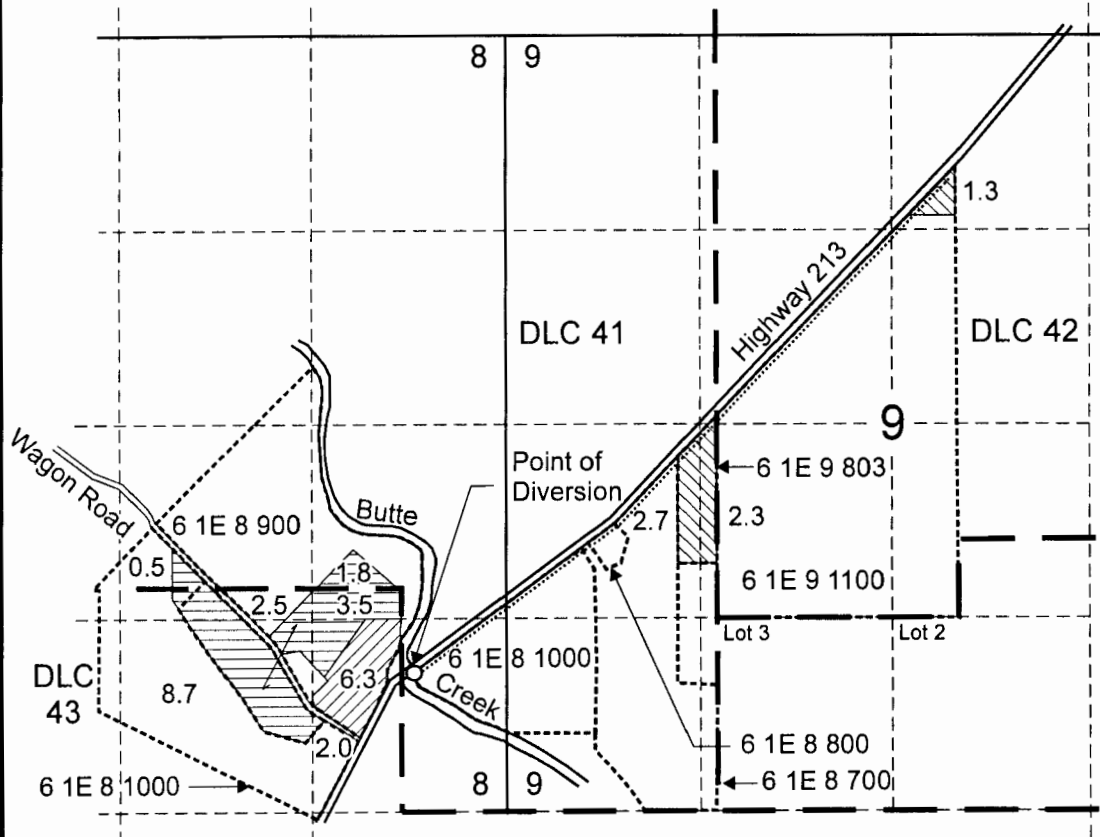 8 9
1.3
Highway 213
DLC 41
DLC 42
9
Wagon Road
Point of
Diversion
6 1E 9 803
Butte
6 1E 8 900
2.7
2.3
0.5
1.8
2.5
3.5
6 1E 9 1100
Lot 3
Lot 2
6 1E 8 1000
DLC
43
8.7
6.3
Creek
2.0
6 1E 8 800
6 1E 8 1000
8 9
6 1E 8 700